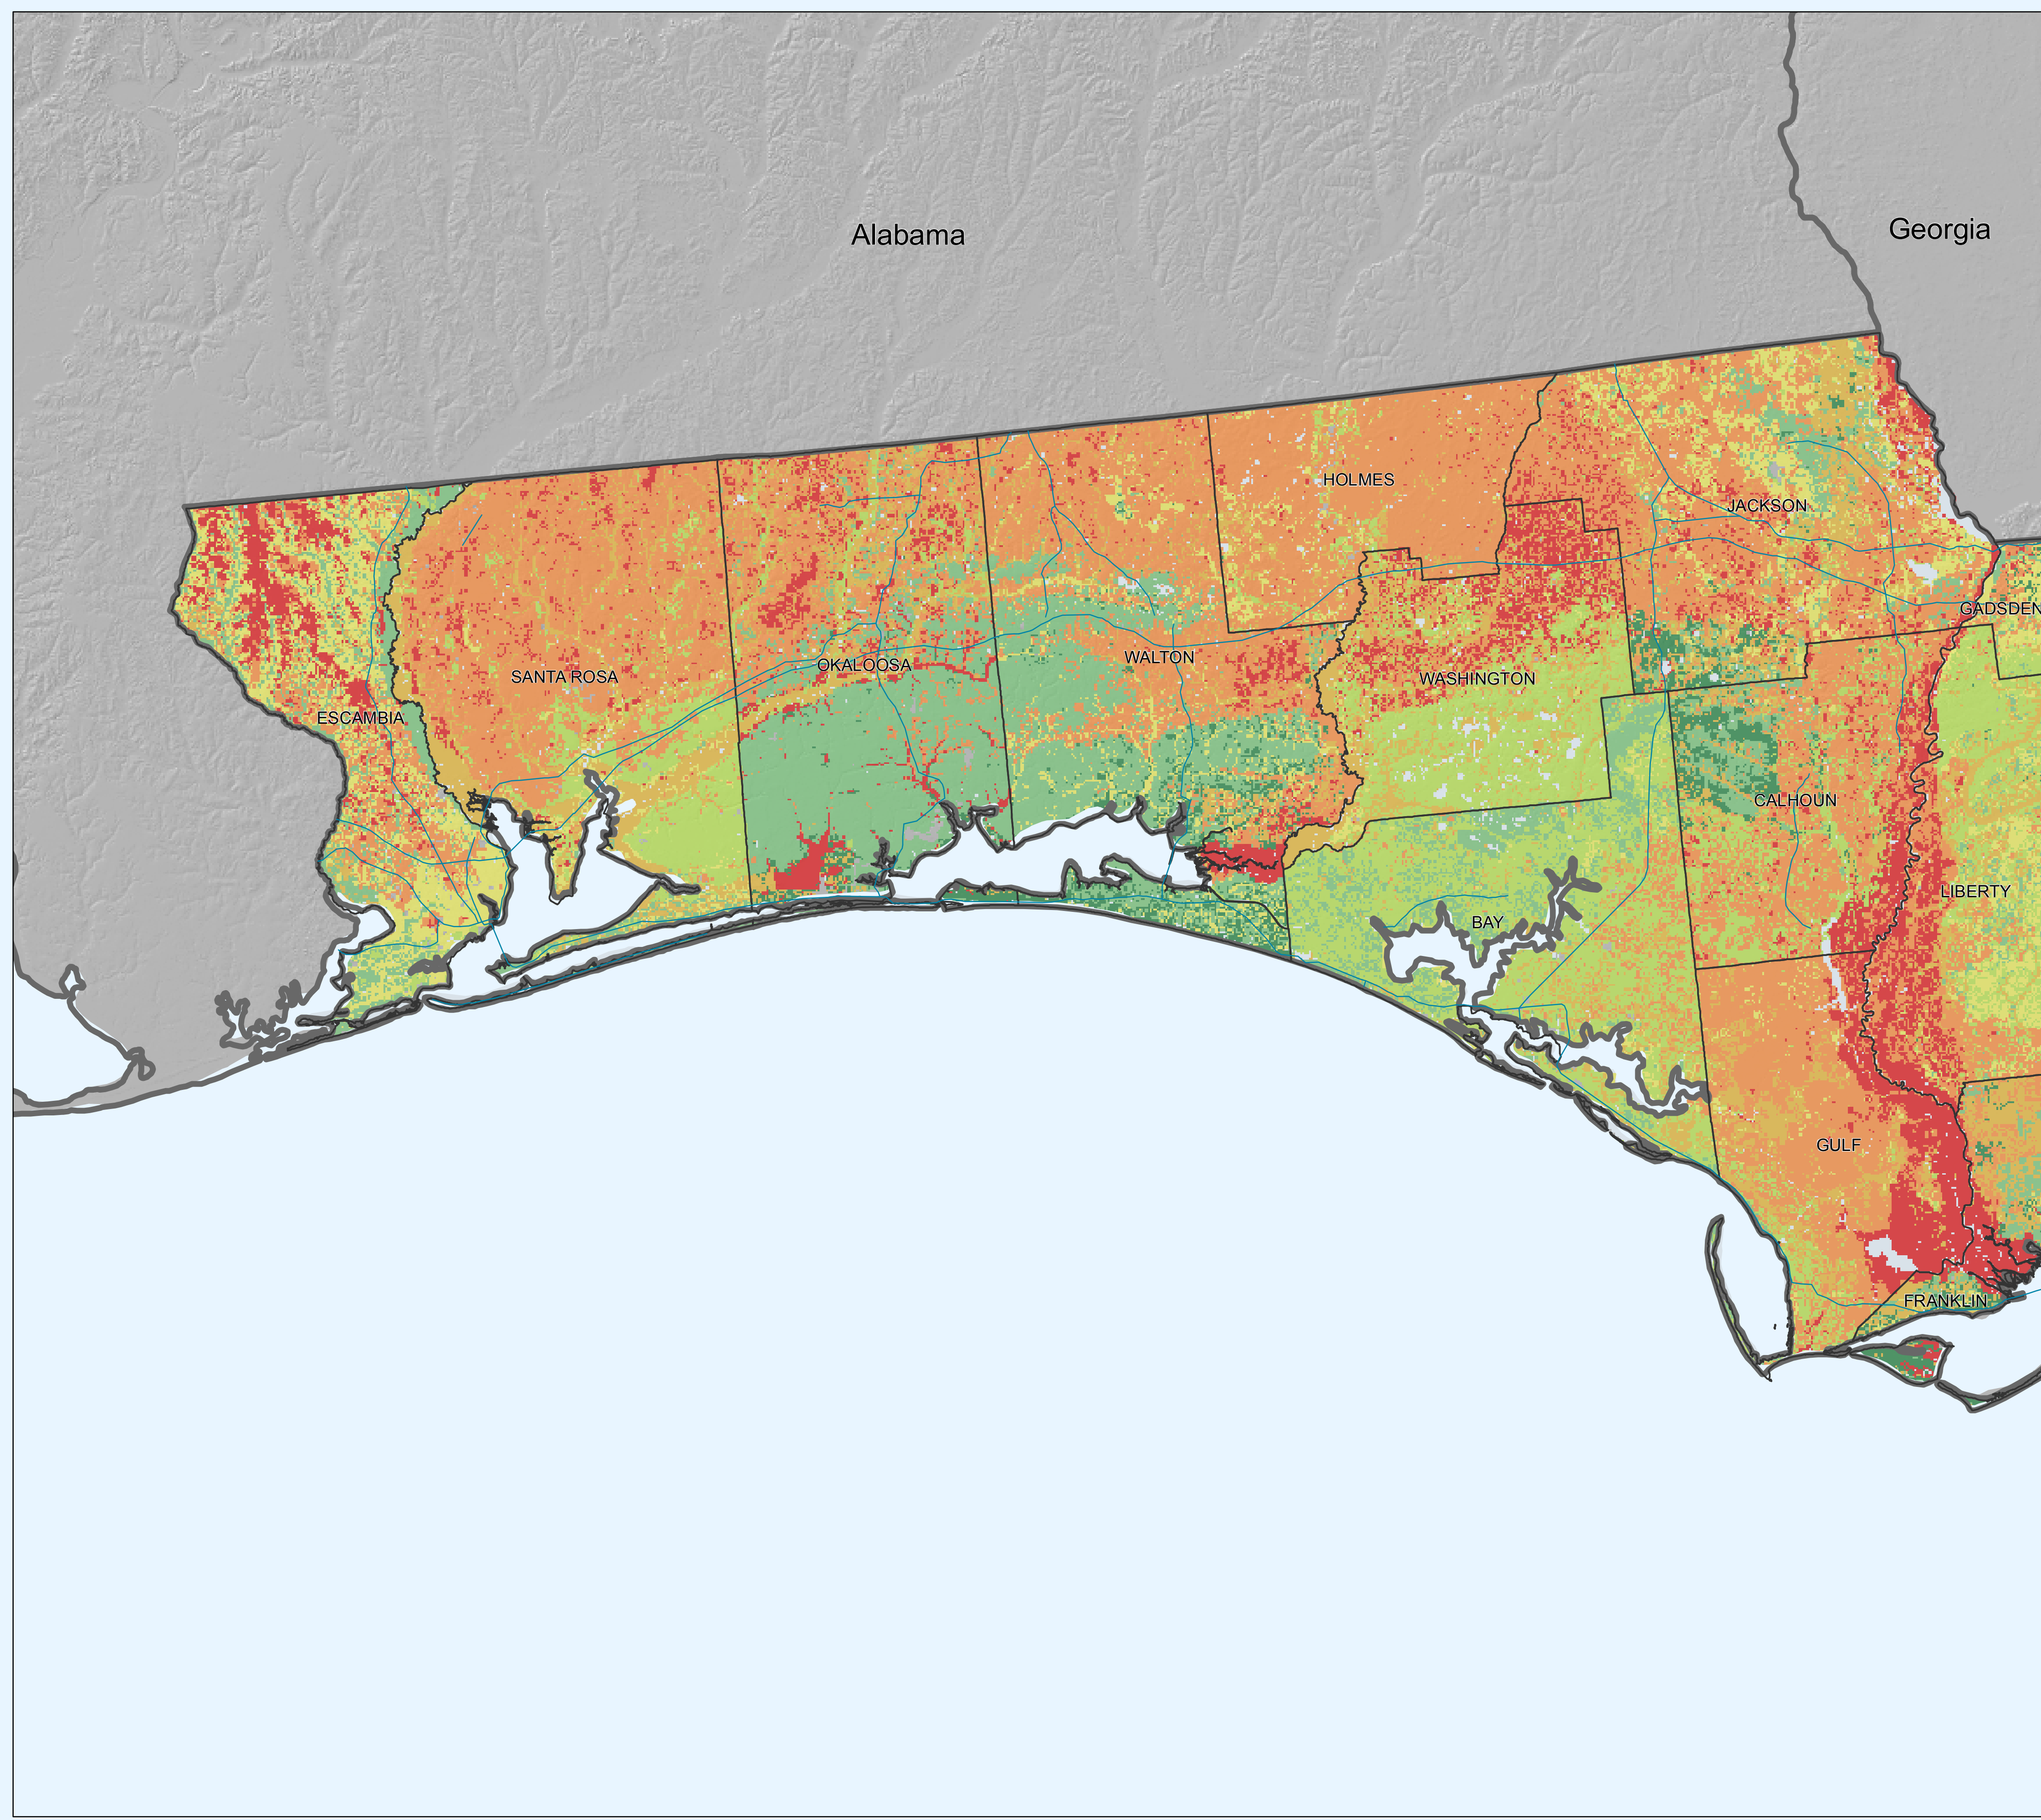 Alabama
Georgia
HOLMES
JACKSON
GADSDEN
SANTA ROSA
OKALOOSA
WALTON
WASHINGTON
ESCAMBIA
CALHOUN
LIBERTY
BAY
GULF
FRANKLIN